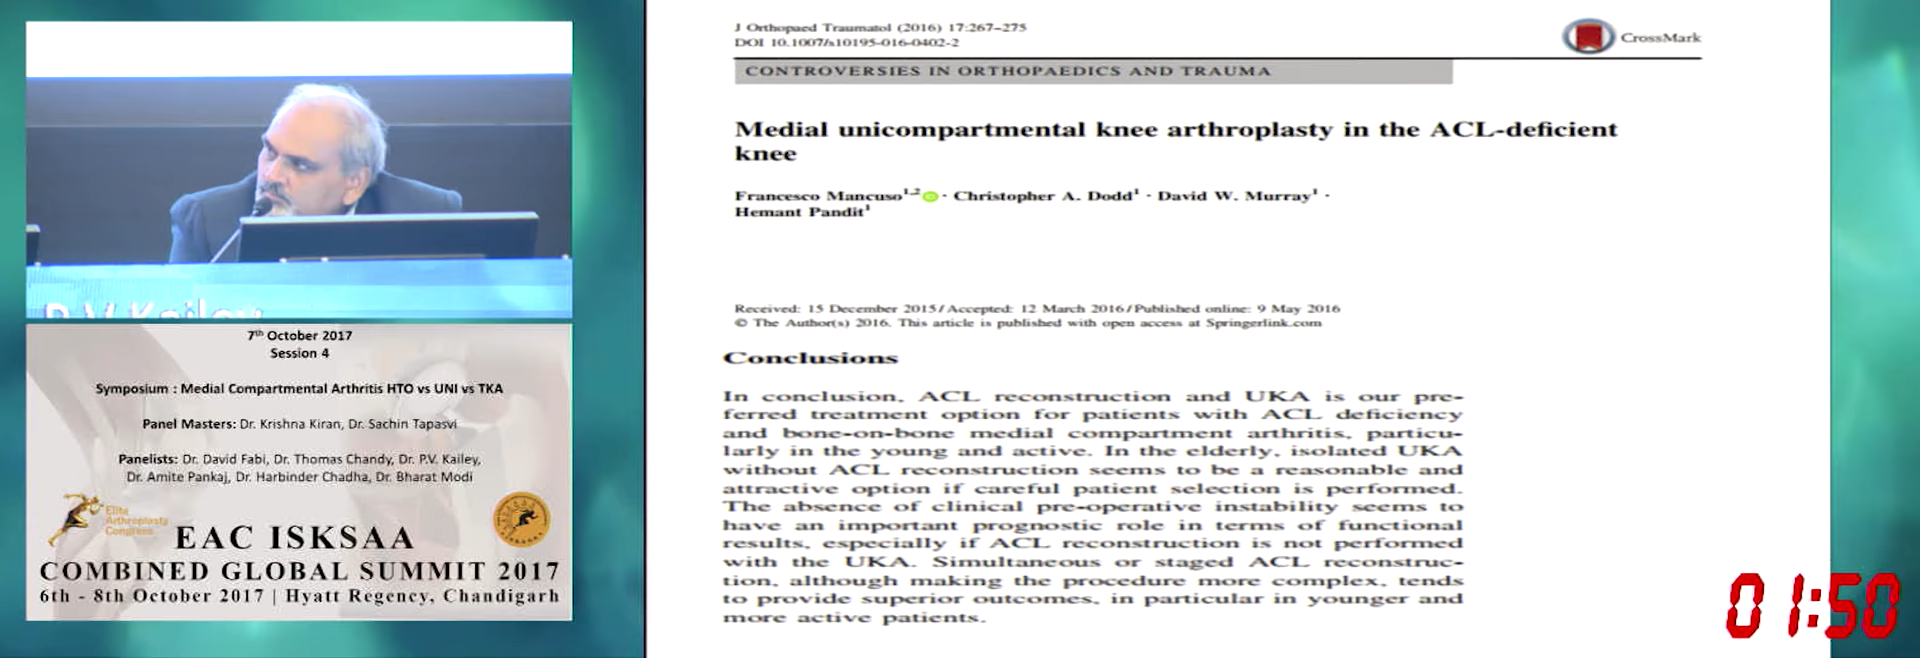 P.V Kailey
7th October 2017
Session 4
Symposium : Medial Compartmental Arthritis HTO vs UNI vs TKA
Panel Masters: Dr. Krishna Kiran, Dr. Sachin Tapasvi
Panelists: Dr. David Fabi, Dr. Thomas Chandy, Dr. P.V. Kailey,
Dr. Amite Pankaj, Dr. Harbinder Chadha, Dr. Bharat Modi
Elite
Arthroplasty
Congress
EAC ISKSAA
COMBINED GLOBAL SUMMIT 2017
6th - 8th October 2017 | Hyatt Regency, Chandigarh
J Orthopaed Traumatol (2016) 17:267–275
DOI 10.1007/s10195-016-0402-2
CrossMark
CONTROVERSIES IN ORTHOPAEDICS AND TRAUMA
Medial unicompartmental knee arthroplasty in the ACL-deficient
knee
Francesco Mancuso1,2 · Christopher A. Dodd1 · David W. Murray1 ·
Hemant Pandit1
Received: 15 December 2015 / Accepted: 12 March 2016 / Published online: 9 May 2016
© The Author(s) 2016. This article is published with open access at Springerlink.com
Conclusions
In conclusion, ACL reconstruction and UKA is our pre-
ferred treatment option for patients with ACL deficiency
and bone-on-bone medial compartment arthritis, particu-
larly in the young and active. In the elderly, isolated UKA
without ACL reconstruction seems to be a reasonable and
attractive option if careful patient selection is performed.
The absence of clinical pre-operative instability seems to
have an important prognostic role in terms of functional
results, especially if ACL reconstruction is not performed
with the UKA. Simultaneous or staged ACL reconstruc-
tion, although making the procedure more complex, tends
to provide superior outcomes, in particular in younger and
more active patients.
01:50